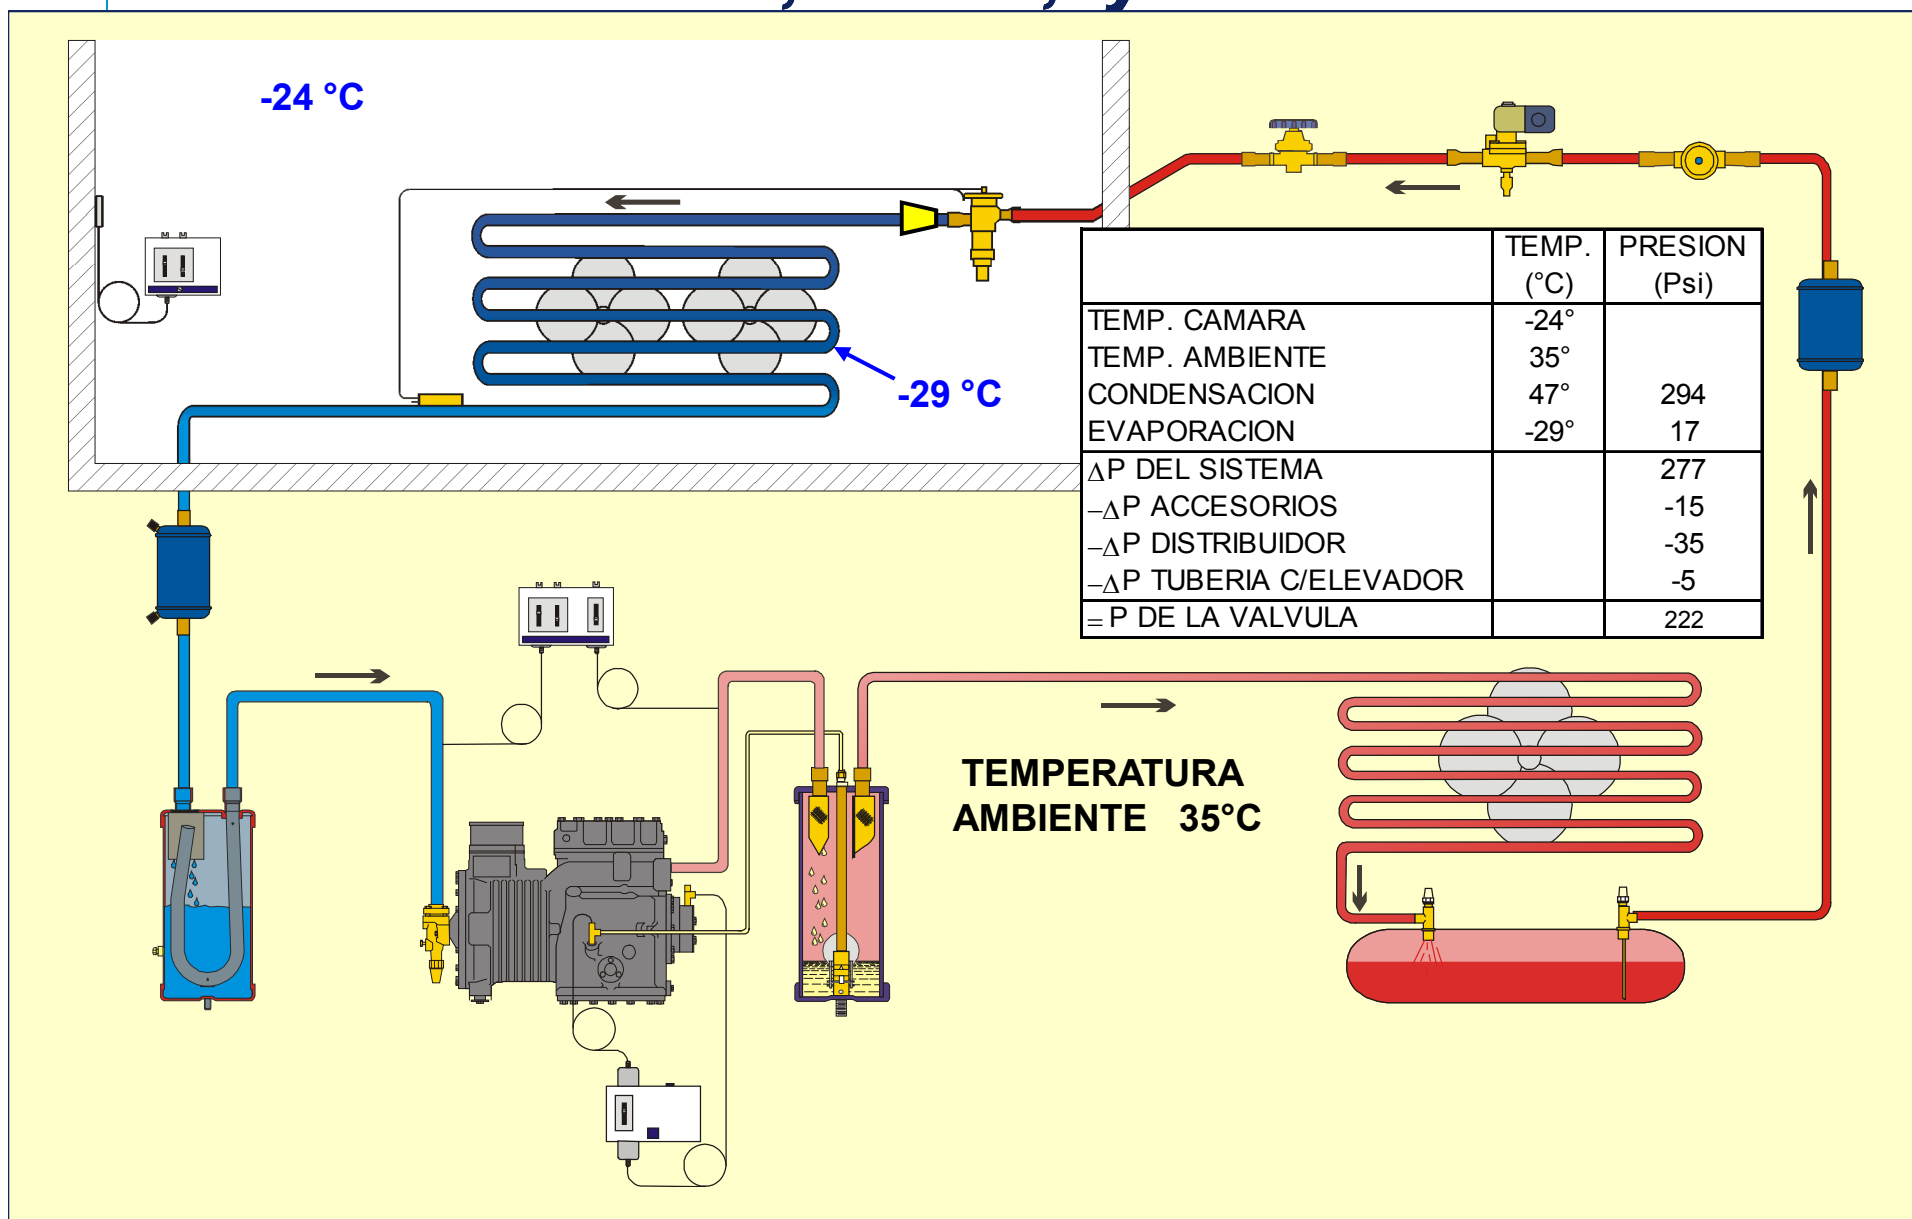 -24 °C
-29 °C
TEMP. PRESION
(°C) (Psi)
TEMP. CAMARA -24°
TEMP. AMBIENTE 35°
CONDENSACION 47° 294
EVAPORACION -29° 17
ΔP DEL SISTEMA 277
–ΔP ACCESORIOS -15
–ΔP DISTRIBUIDOR -35
–ΔP TUBERIA C/ELEVADOR -5
= P DE LA VALVULA 222
TEMPERATURA
AMBIENTE 35°C